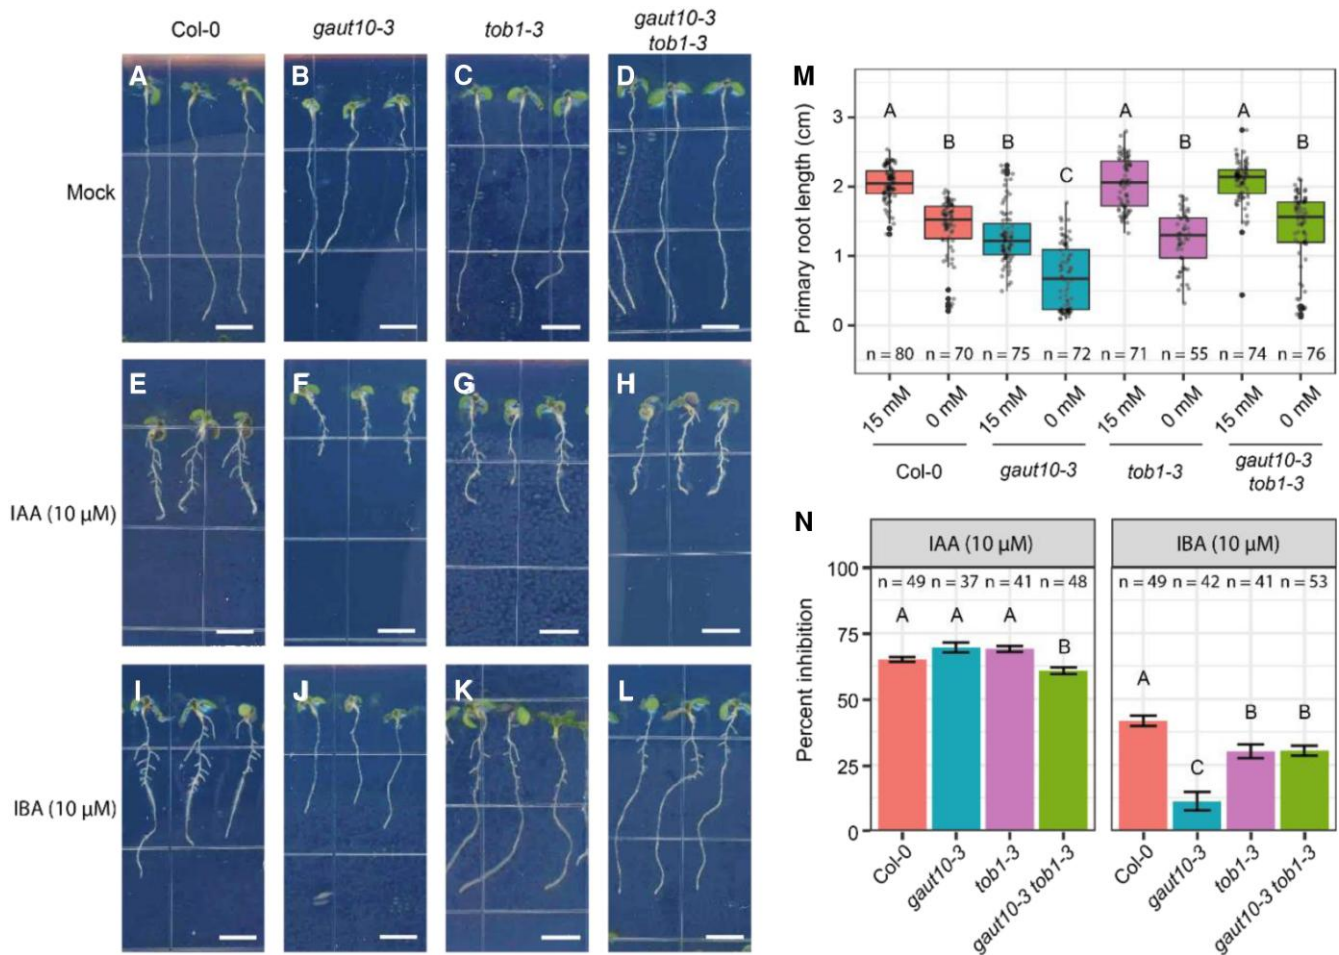 Col-0
gaut10-3
tob1-3
gaut10-3
tob1-3
A
B
C
D
Mock
E
F
G
H
IAA (10 μM)
I
J
K
L
IBA (10 μM)
M
Primary root length (cm)
3
2
1
0
A
B
B
C
A
B
A
B
n = 80
n = 70
n = 75
n = 72
n = 71
n = 55
n = 74
n = 76
15 mM
0 mM
15 mM
0 mM
15 mM
0 mM
15 mM
0 mM
Col-0
gaut10-3
tob1-3
gaut10-3
tob1-3
N
IAA (10 μM)
IBA (10 μM)
Percent inhibition
100
75
50
25
0
n = 49
n = 37
n = 41
n = 48
A
A
A
B
n = 49
n = 42
n = 41
n = 53
A
C
B
B
Col-0
gaut10-3
tob1-3
gaut10-3 tob1-3
Col-0
gaut10-3
tob1-3
gaut10-3 tob1-3